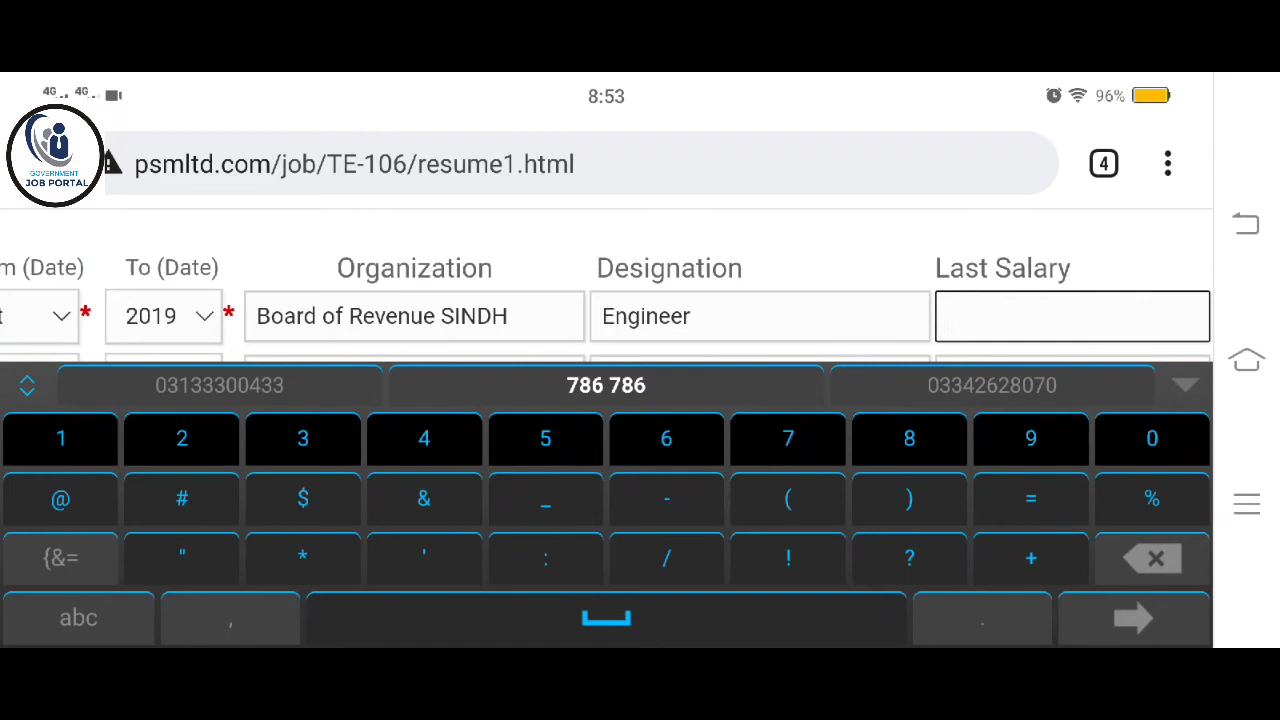 4G 4G 8:53 96%
GOVERNMENT
JOB PORTAL
psmltd.com/job/TE-106/resume1.html 4
m (Date) To (Date) Organization Designation Last Salary
t * 2019 * Board of Revenue SINDH Engineer
03133300433 786 786 03342628070
1 2 3 4 5 6 7 8 9 0
@ # $ & _ - ( ) = %
{&= " * ' : / ! ? +
abc , .